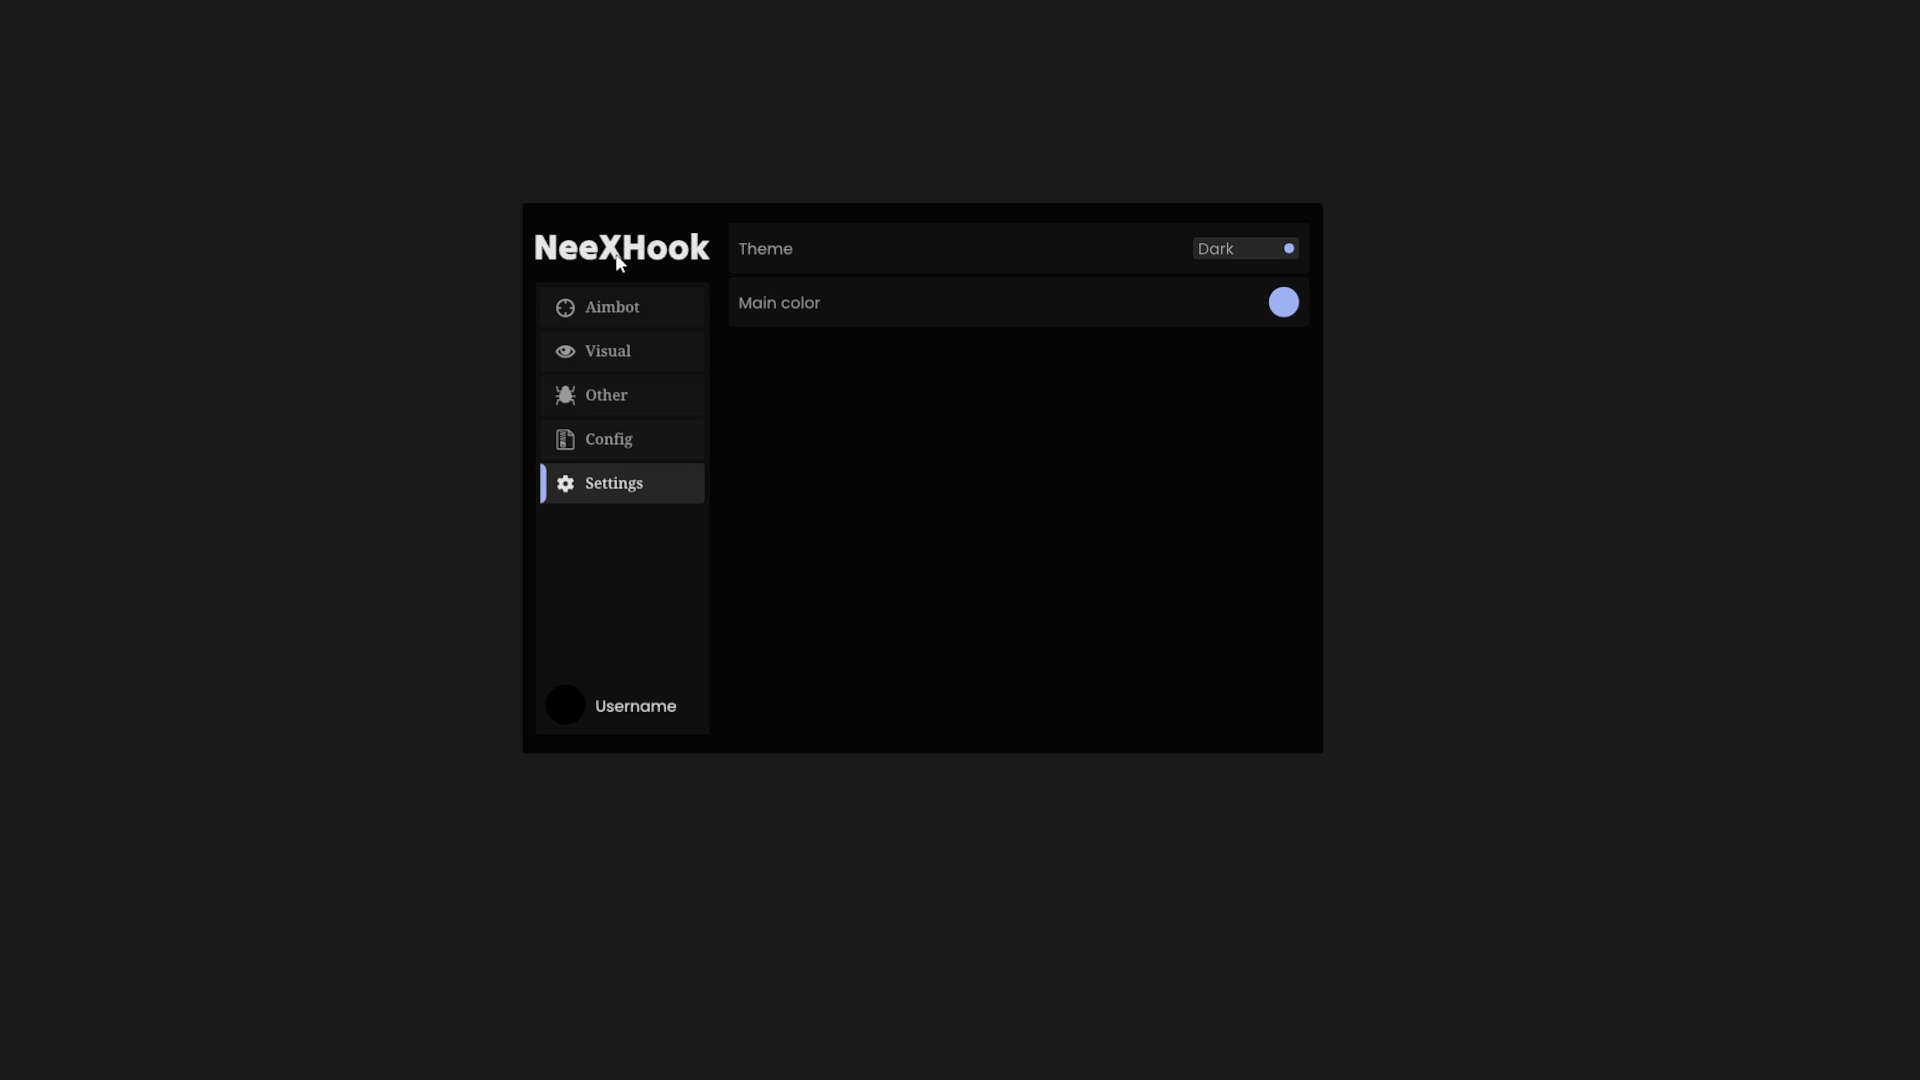 NeeXHook
Aimbot
Visual
Other
Config
Settings
Username
Theme
Dark
Main color